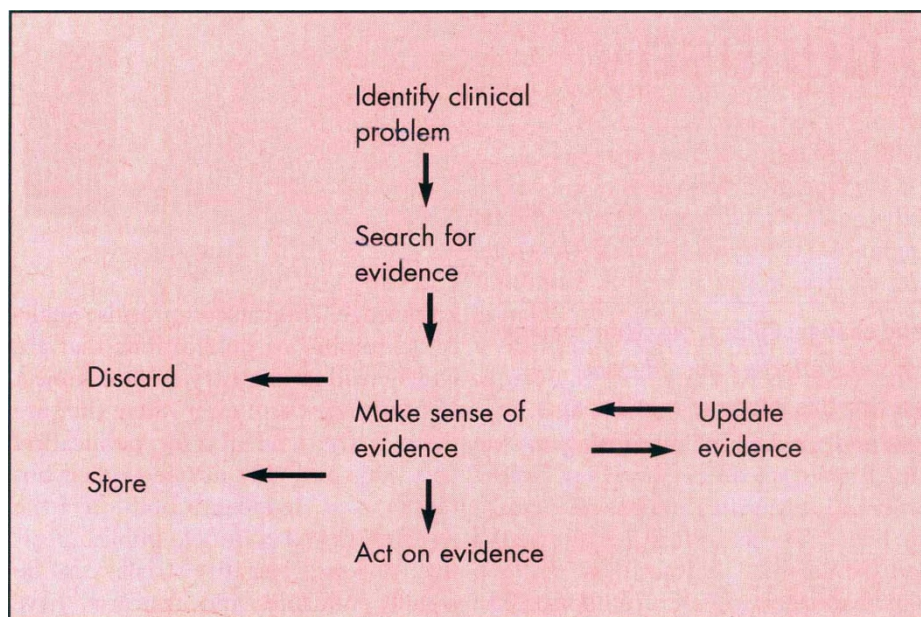 Identify clinical
problem
Search for
evidence
Discard
Make sense of
evidence
Update
evidence
Store
Act on evidence